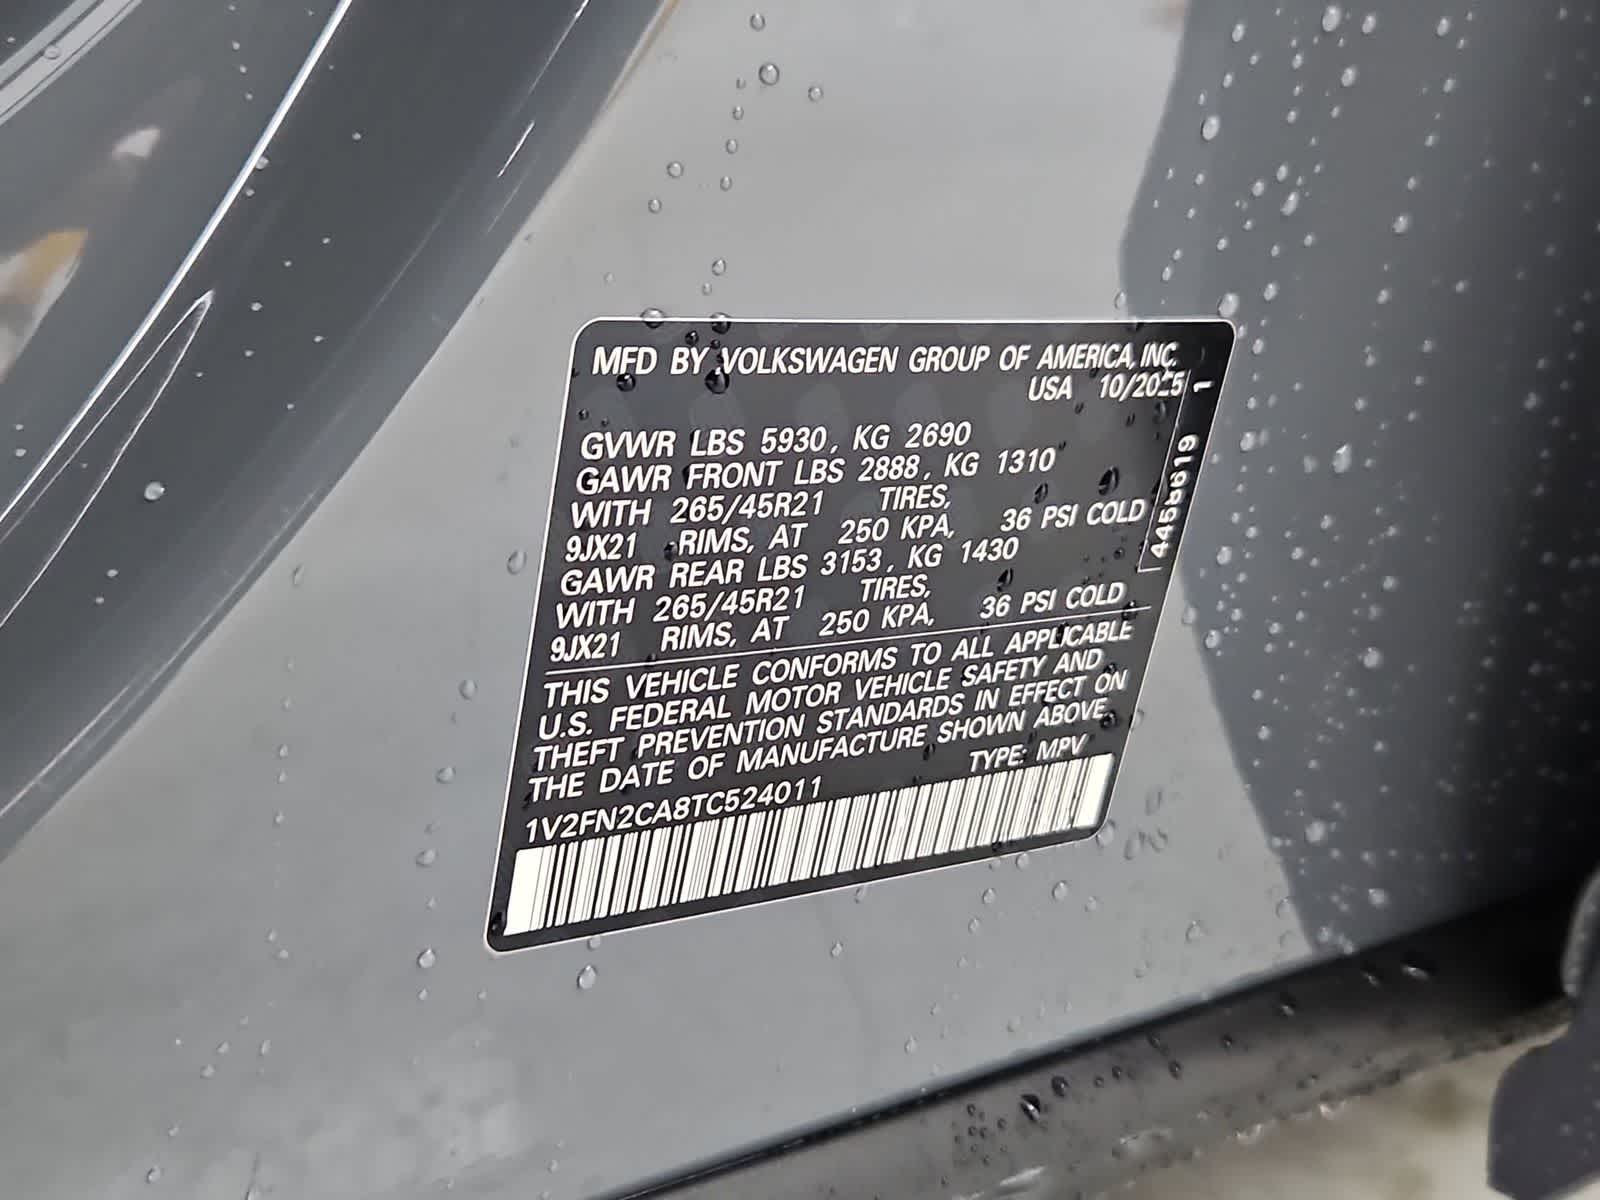 MFD BY VOLKSWAGEN GROUP OF AMERICA, INC.
USA 10/2025
GVWR LBS 5930, KG 2690
GAWR FRONT LBS 2888, KG 1310
WITH 265/45R21 TIRES,
9JX21 RIMS, AT 250 KPA, 36 PSI COLD
GAWR REAR LBS 3153, KG 1430
WITH 265/45R21 TIRES,
9JX21 RIMS, AT 250 KPA, 36 PSI COLD
THIS VEHICLE CONFORMS TO ALL APPLICABLE
U.S. FEDERAL MOTOR VEHICLE SAFETY AND
THEFT PREVENTION STANDARDS IN EFFECT ON
THE DATE OF MANUFACTURE SHOWN ABOVE
TYPE: MPV
1V2FN2CA8TC524011
1